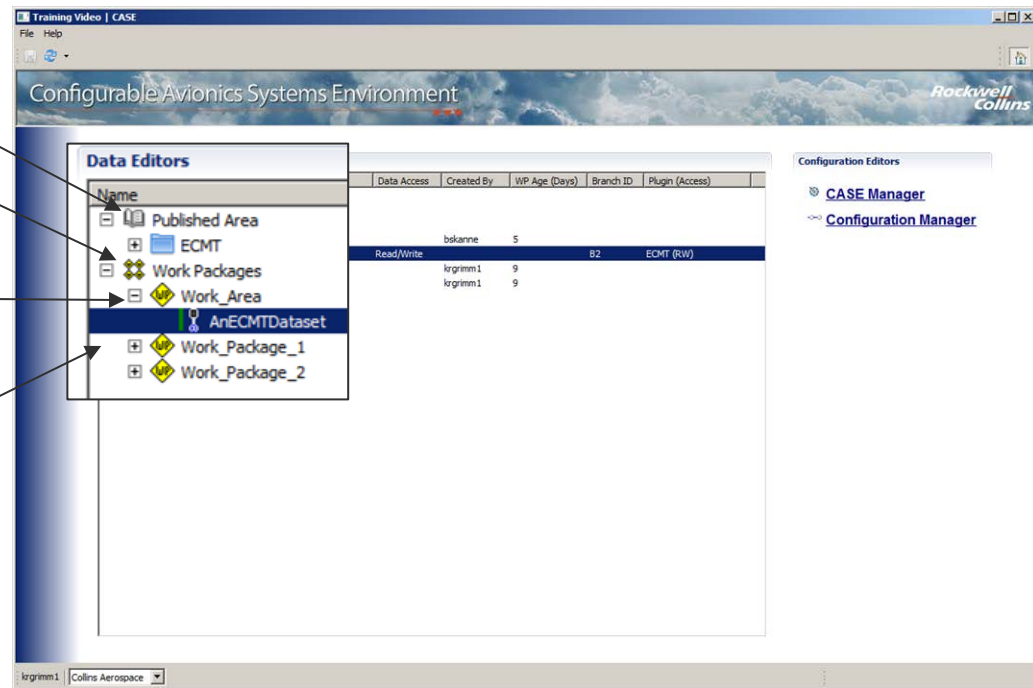 Training Video | CASE
File Help
Configurable Avionics Systems Environment
Rockwell
Collins
Data Editors
Name
Data Access Created By WP Age (Days) Branch ID Plugin (Access)
Published Area
ECMT
Work Packages
Work_Area
bskanne 5
AnECMTDataset
Read/Write B2 ECMT (RW)
Work_Package_1
krgrimm1 9
Work_Package_2
krgrimm1 9
Configuration Editors
CASE Manager
Configuration Manager
krgrimm1 Collins Aerospace